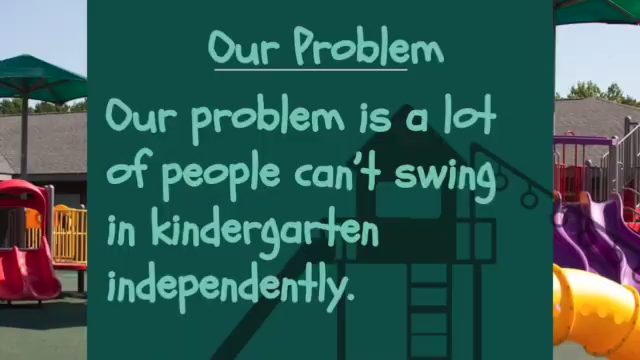 Our Problem
Our problem is a lot
of people can't swing
in kindergarten
independently.